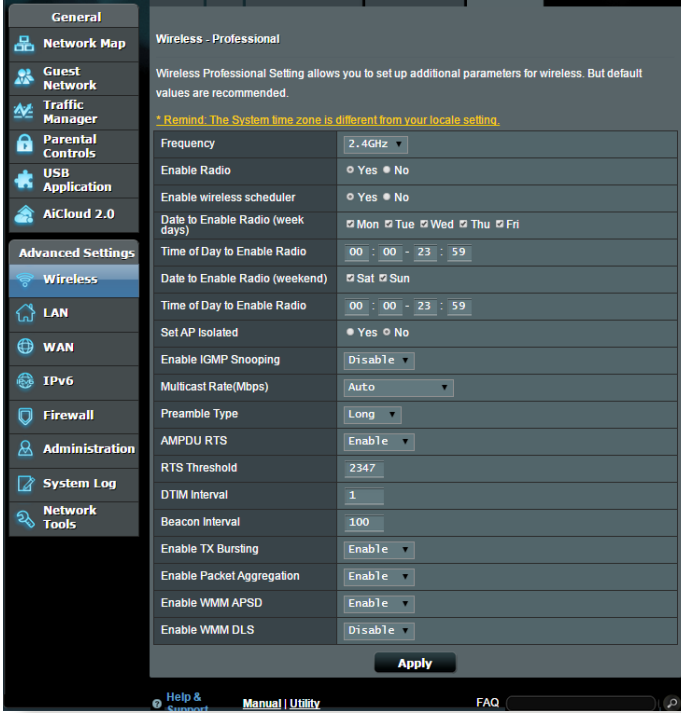 General
Network Map
Guest
Network
Traffic
Manager
Parental
Controls
USB
Application
AiCloud 2.0
Advanced Settings
Wireless
LAN
WAN
IPv6
Firewall
Administration
System Log
Network
Tools
Wireless - Professional
Wireless Professional Setting allows you to set up additional parameters for wireless. But default
values are recommended.
* Remind: The System time zone is different from your locale setting.
Frequency 2.4GHz
Enable Radio Yes No
Enable wireless scheduler Yes No
Date to Enable Radio (week
days) Mon Tue Wed Thu Fri
Time of Day to Enable Radio 00 : 00 - 23 : 59
Date to Enable Radio (weekend) Sat Sun
Time of Day to Enable Radio 00 : 00 - 23 : 59
Set AP Isolated Yes No
Enable IGMP Snooping Disable
Multicast Rate(Mbps) Auto
Preamble Type Long
AMPDU RTS Enable
RTS Threshold 2347
DTIM Interval 1
Beacon Interval 100
Enable TX Bursting Enable
Enable Packet Aggregation Enable
Enable WMM APSD Enable
Enable WMM DLS Disable
Apply
Help &
Support Manual | Utility FAQ